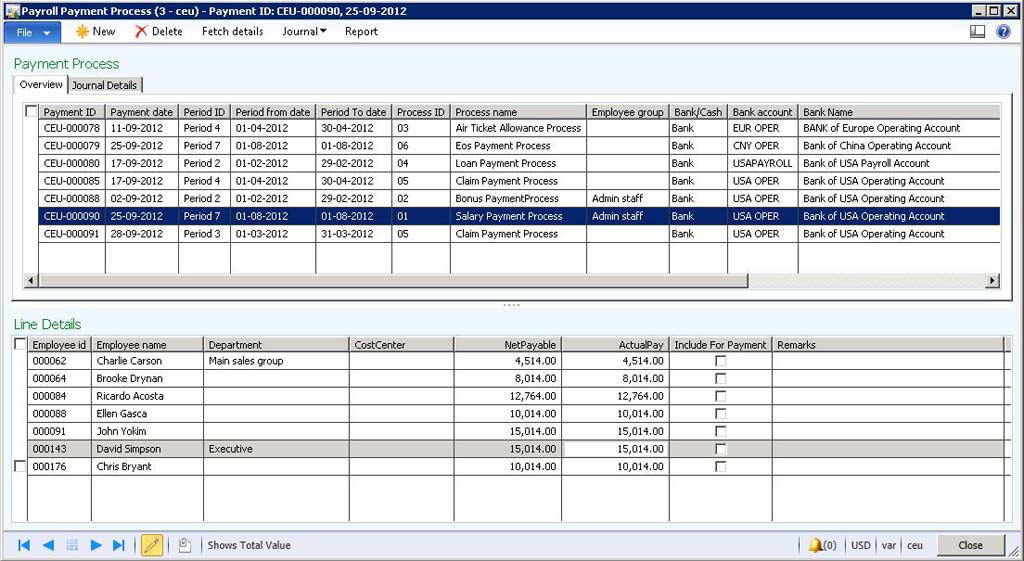 Payroll Payment Process (3 - ceu) - Payment ID: CEU-000090, 25-09-2012
File New Delete Fetch details Journal Report
Payment Process
Overview Journal Details
Payment ID Payment date Period ID Period from date Period To date Process ID Process name Employee group Bank/Cash Bank account Bank Name
CEU-000078 11-09-2012 Period 4 01-04-2012 30-04-2012 03 Air Ticket Allowance Process Bank EUR OPER BANK of Europe Operating Account
CEU-000079 25-09-2012 Period 7 01-08-2012 01-08-2012 06 Eos Payment Process Bank CNY OPER Bank of China Operating Account
CEU-000080 17-09-2012 Period 2 01-02-2012 29-02-2012 04 Loan Payment Process Bank USAPAYROLL Bank of USA Payroll Account
CEU-000085 17-09-2012 Period 4 01-04-2012 30-04-2012 05 Claim Payment Process Bank USA OPER Bank of USA Operating Account
CEU-000088 02-09-2012 Period 2 01-02-2012 29-02-2012 02 Bonus PaymentProcess Admin staff Bank USA OPER Bank of USA Operating Account
CEU-000090 25-09-2012 Period 7 01-08-2012 01-08-2012 01 Salary Payment Process Admin staff Bank USA OPER Bank of USA Operating Account
CEU-000091 28-09-2012 Period 3 01-03-2012 31-03-2012 05 Claim Payment Process Bank USA OPER Bank of USA Operating Account
Line Details
Employee id Employee name Department CostCenter NetPayable ActualPay Include For Payment Remarks
000062 Charlie Carson Main sales group 4,514.00 4,514.00
000064 Brooke Drynan 8,014.00 8,014.00
000084 Ricardo Acosta 12,764.00 12,764.00
000088 Ellen Gasca 10,014.00 10,014.00
000091 John Yokim 15,014.00 15,014.00
000143 David Simpson Executive 15,014.00 15,014.00
000176 Chris Bryant 10,014.00 10,014.00
Shows Total Value (0) USD var ceu Close